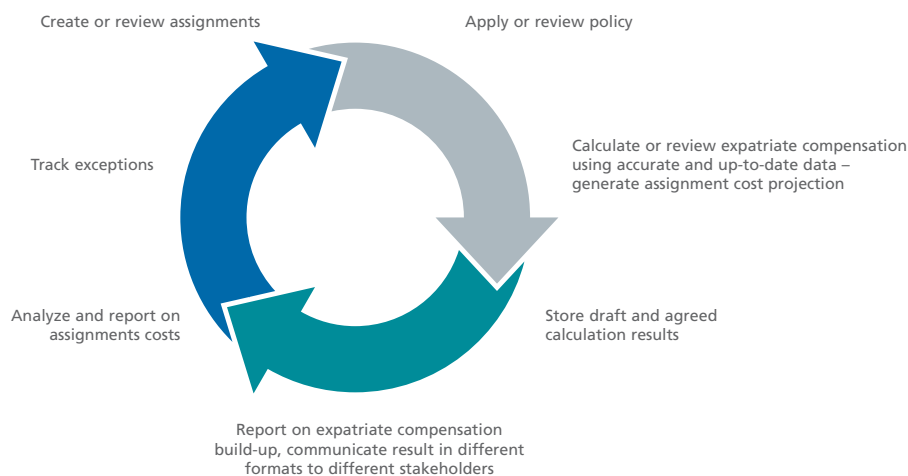 Create or review assignments
Apply or review policy
Calculate or review expatriate compensation
using accurate and up-to-date data –
generate assignment cost projection
Store draft and agreed
calculation results
Report on expatriate compensation
build-up, communicate result in different
formats to different stakeholders
Analyze and report on
assignments costs
Track exceptions